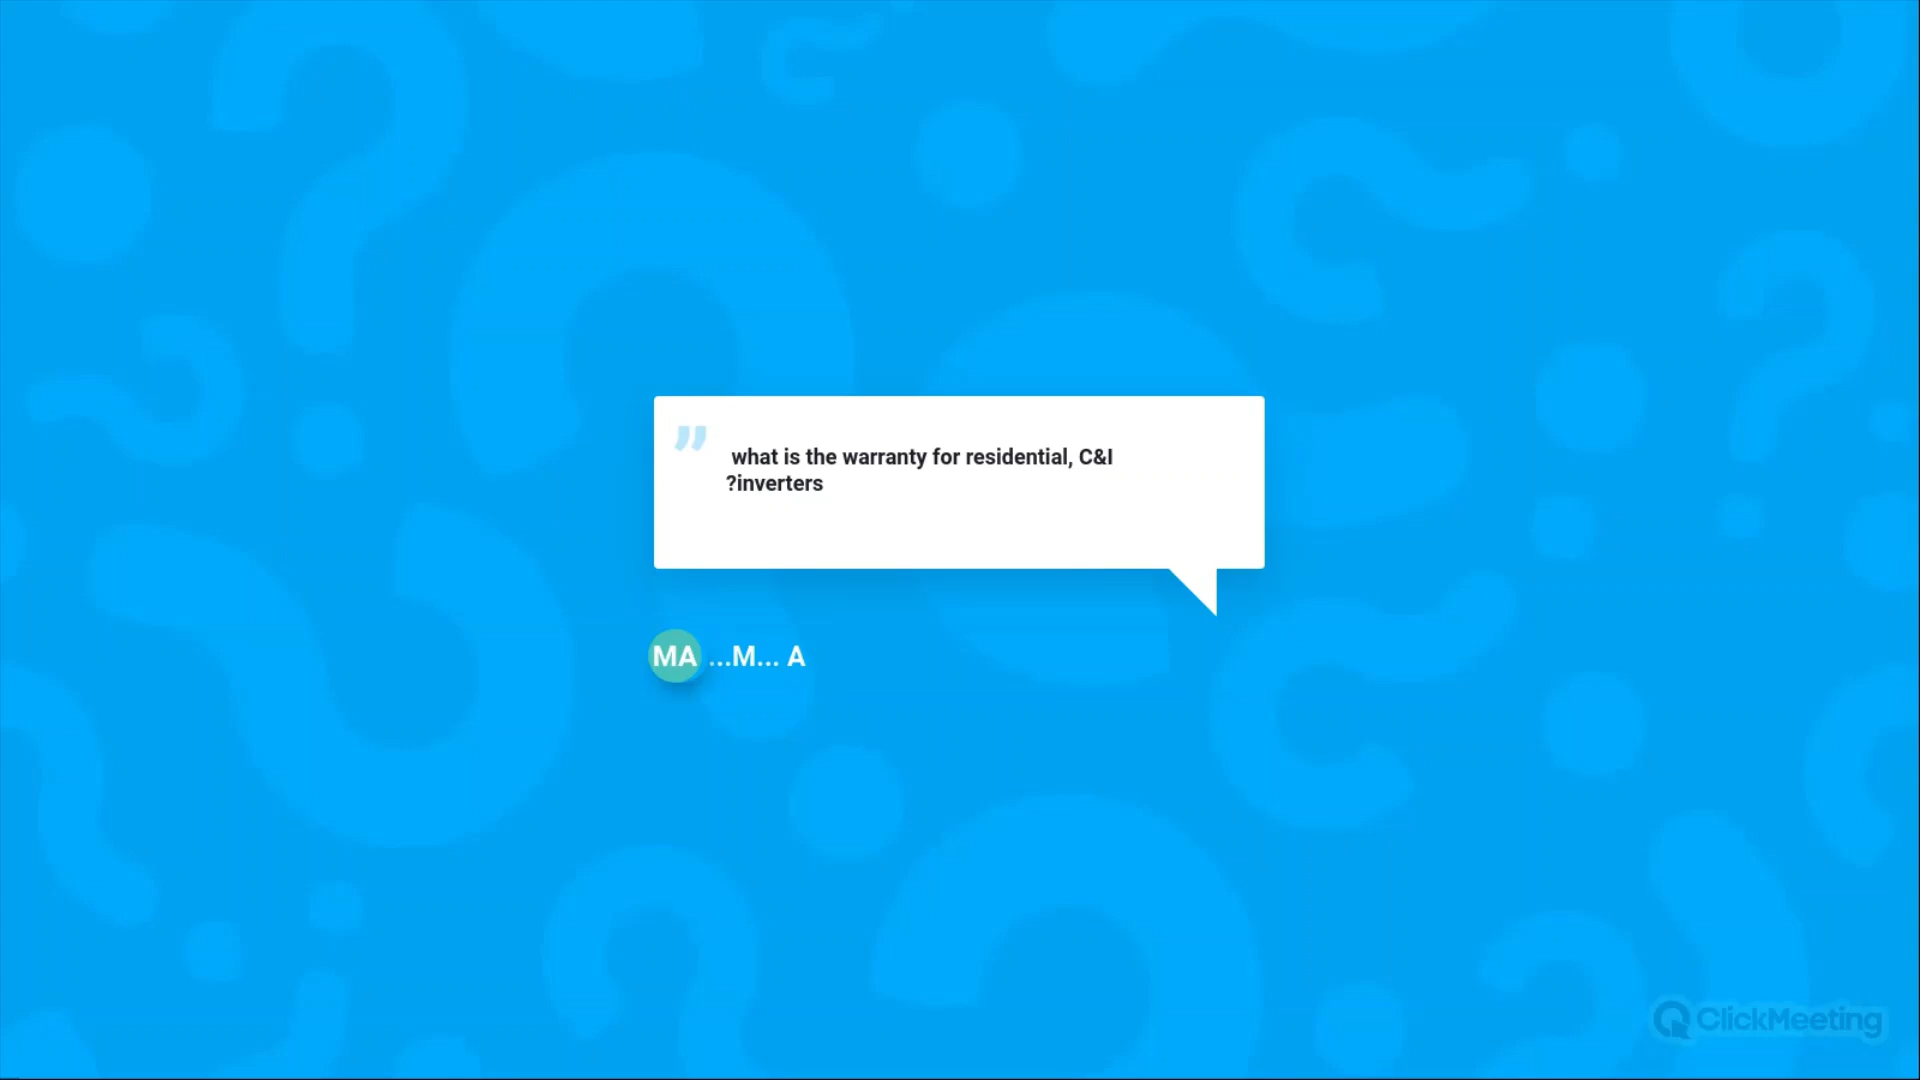 what is the warranty for residential, C&I
?inverters
MA ...M... A
ClickMeeting